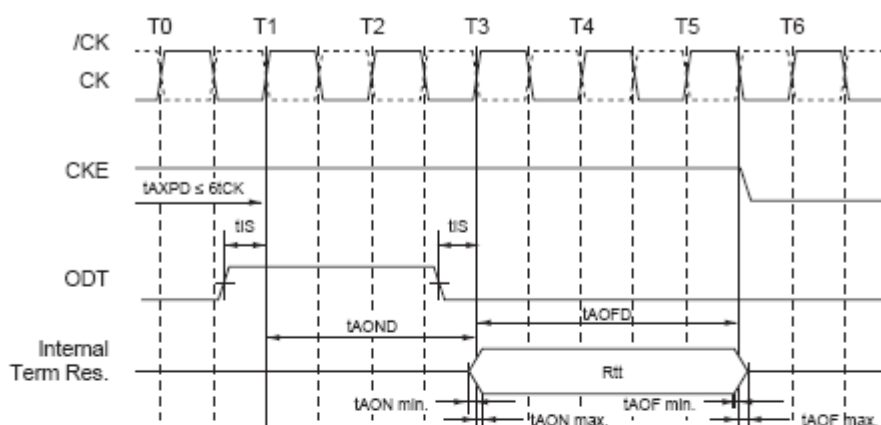 T0 T1 T2 T3 T4 T5 T6
/CK
CK
CKE
tAXPD ≤ 6tCK
tIS tIS
ODT
tAOND tAOFD
Internal
Term Res.
Rtt
tAON min. tAOF min.
tAON max. tAOF max.